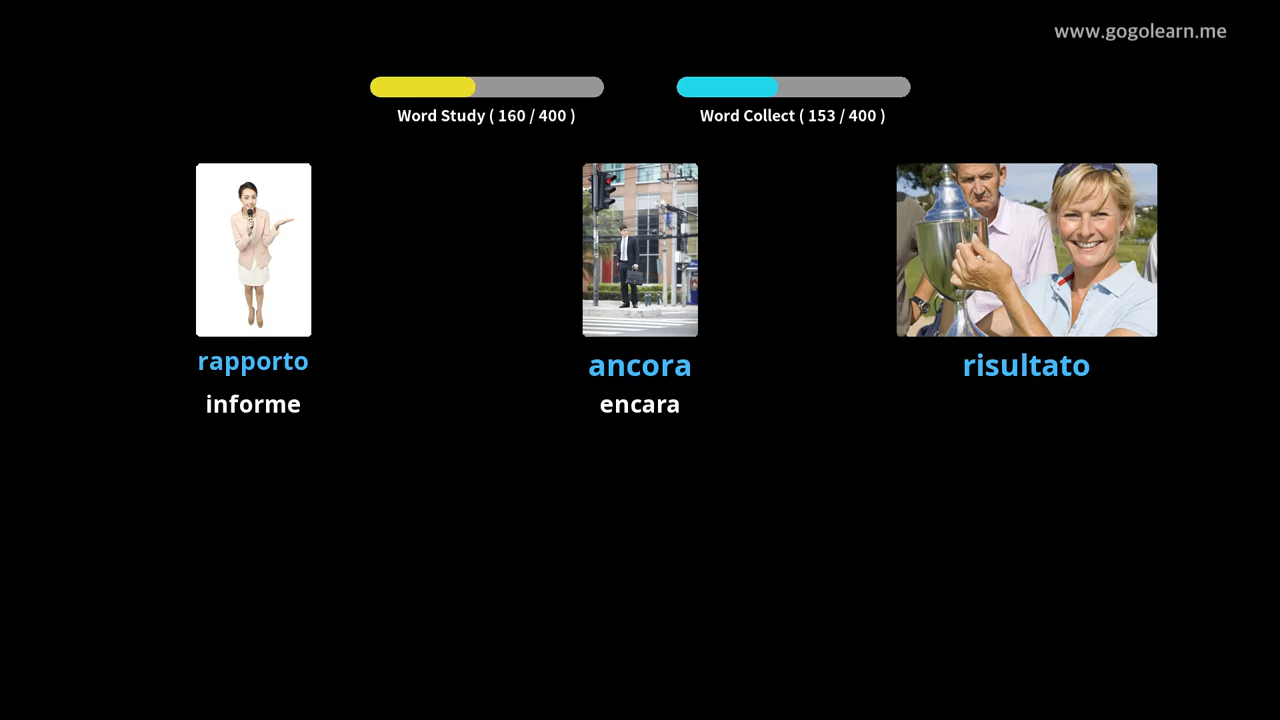 www.gogolearn.me
Word Study ( 160 / 400 )
Word Collect ( 153 / 400 )
rapporto
informe
ancora
encara
risultato